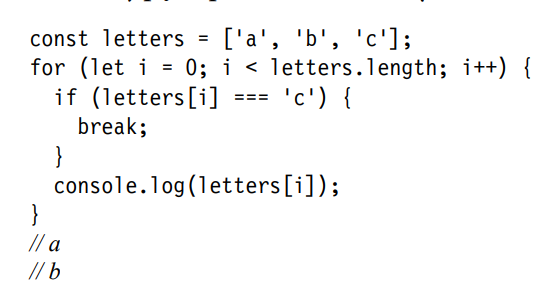 const letters = ['a', 'b', 'c'];
for (let i = 0; i < letters.length; i++) {
  if (letters[i] === 'c') {
    break;
  }
  console.log(letters[i]);
}
// a
// b